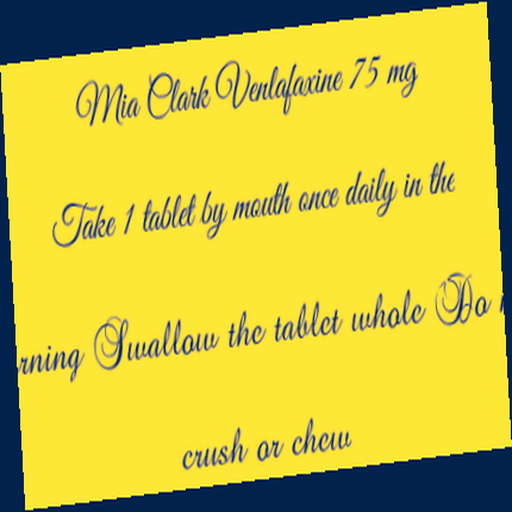 Mia Clark Venlafaxine 75 mg
Take 1 tablet by mouth once daily in the
Swallow the tablet whole Do
crush or chew